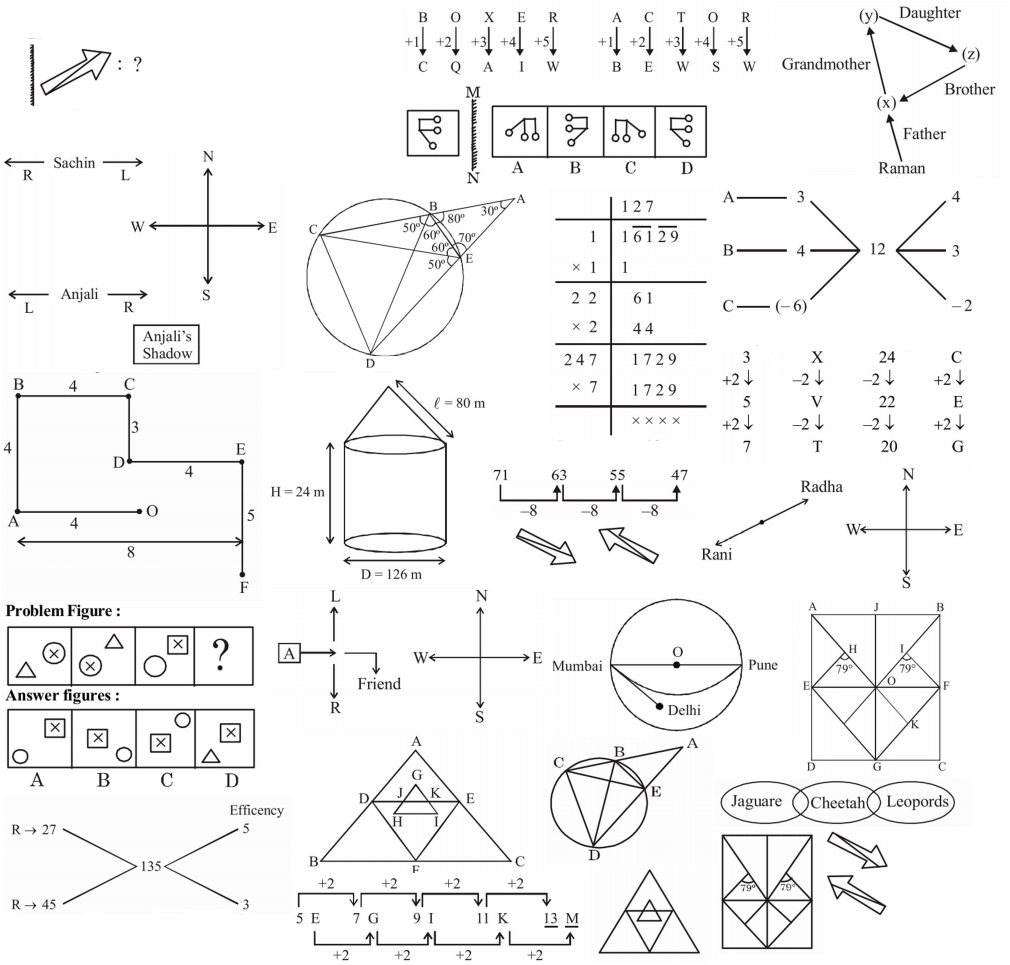 : ?
B O X E R
+1 +2 +3 +4 +5
C Q A I W
A C T O R
+1 +2 +3 +4 +5
B E W S W
(y) Daughter
(z)
Grandmother
Brother
(x)
Father
Raman
M
N
A B C D
Sachin
R L
N
W E
S
Anjali
L R
Anjali's
Shadow
A
B
30°
80°
50°
60°
C
70°
60°
E
50°
D
1 2 7
1 1 6 1 2 9
× 1 1
2 2 6 1
× 2 4 4
2 4 7 1 7 2 9
× 7 1 7 2 9
× × × ×
A 3 4
B 4 12 3
C (– 6) –2
3 X 24 C
+2 –2 –2 +2
5 V 22 E
+2 –2 –2 +2
7 T 20 G
B 4 C
4 3
D 4 E
A 4 O
5
8
F
ℓ = 80 m
H = 24 m
D = 126 m
71 63 55 47
–8 –8 –8
Radha
Rani
N
W E
S
Problem Figure :
?
Answer figures :
A B C D
L
A
Friend
R
N
W E
S
O
Mumbai Pune
Delhi
A J B
H I
79° 79°
E O F
K
D G C
A
G
D J K E
H I
B F C
A
B
C
E
D
Jaguare Cheetah Leopords
Efficency
R → 27 5
135
R → 45 3
+2 +2 +2 +2
5 E 7 G 9 I 11 K 13 M
+2 +2 +2 +2
79° 79°